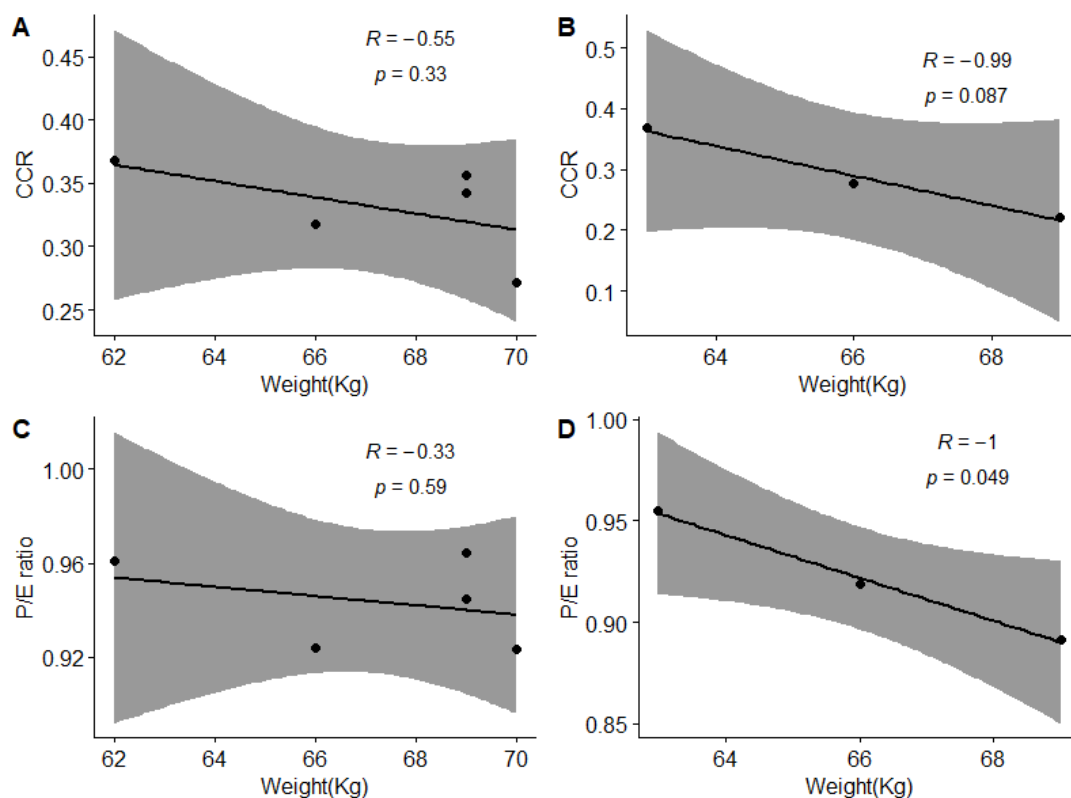 A
R = −0.55
p = 0.33
0.45
0.40
0.35
0.30
0.25
CCR
62 64 66 68 70
Weight(Kg)
B
R = −0.99
p = 0.087
0.5
0.4
0.3
0.2
0.1
CCR
64 66 68
Weight(Kg)
C
R = −0.33
p = 0.59
1.00
0.96
0.92
P/E ratio
62 64 66 68 70
Weight(Kg)
D
R = −1
p = 0.049
1.00
0.95
0.90
0.85
P/E ratio
64 66 68
Weight(Kg)